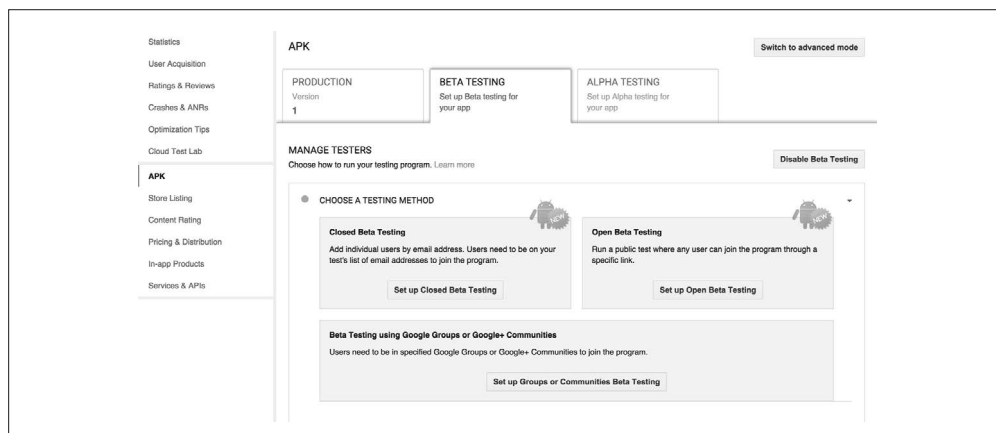 Statistics
User Acquisition
Ratings & Reviews
Crashes & ANRs
Optimization Tips
Cloud Test Lab
APK
Store Listing
Content Rating
Pricing & Distribution
In-app Products
Services & APIs
APK
Switch to advanced mode
PRODUCTION
Version
1
BETA TESTING
Set up Beta testing for
your app
ALPHA TESTING
Set up Alpha testing for
your app
MANAGE TESTERS
Choose how to run your testing program. Learn more
Disable Beta Testing
CHOOSE A TESTING METHOD
NEW
Closed Beta Testing
Add individual users by email address. Users need to be on your
test's list of email addresses to join the program.
Set up Closed Beta Testing
NEW
Open Beta Testing
Run a public test where any user can join the program through a
specific link.
Set up Open Beta Testing
Beta Testing using Google Groups or Google+ Communities
Users need to be in specified Google Groups or Google+ Communities to join the program.
Set up Groups or Communities Beta Testing